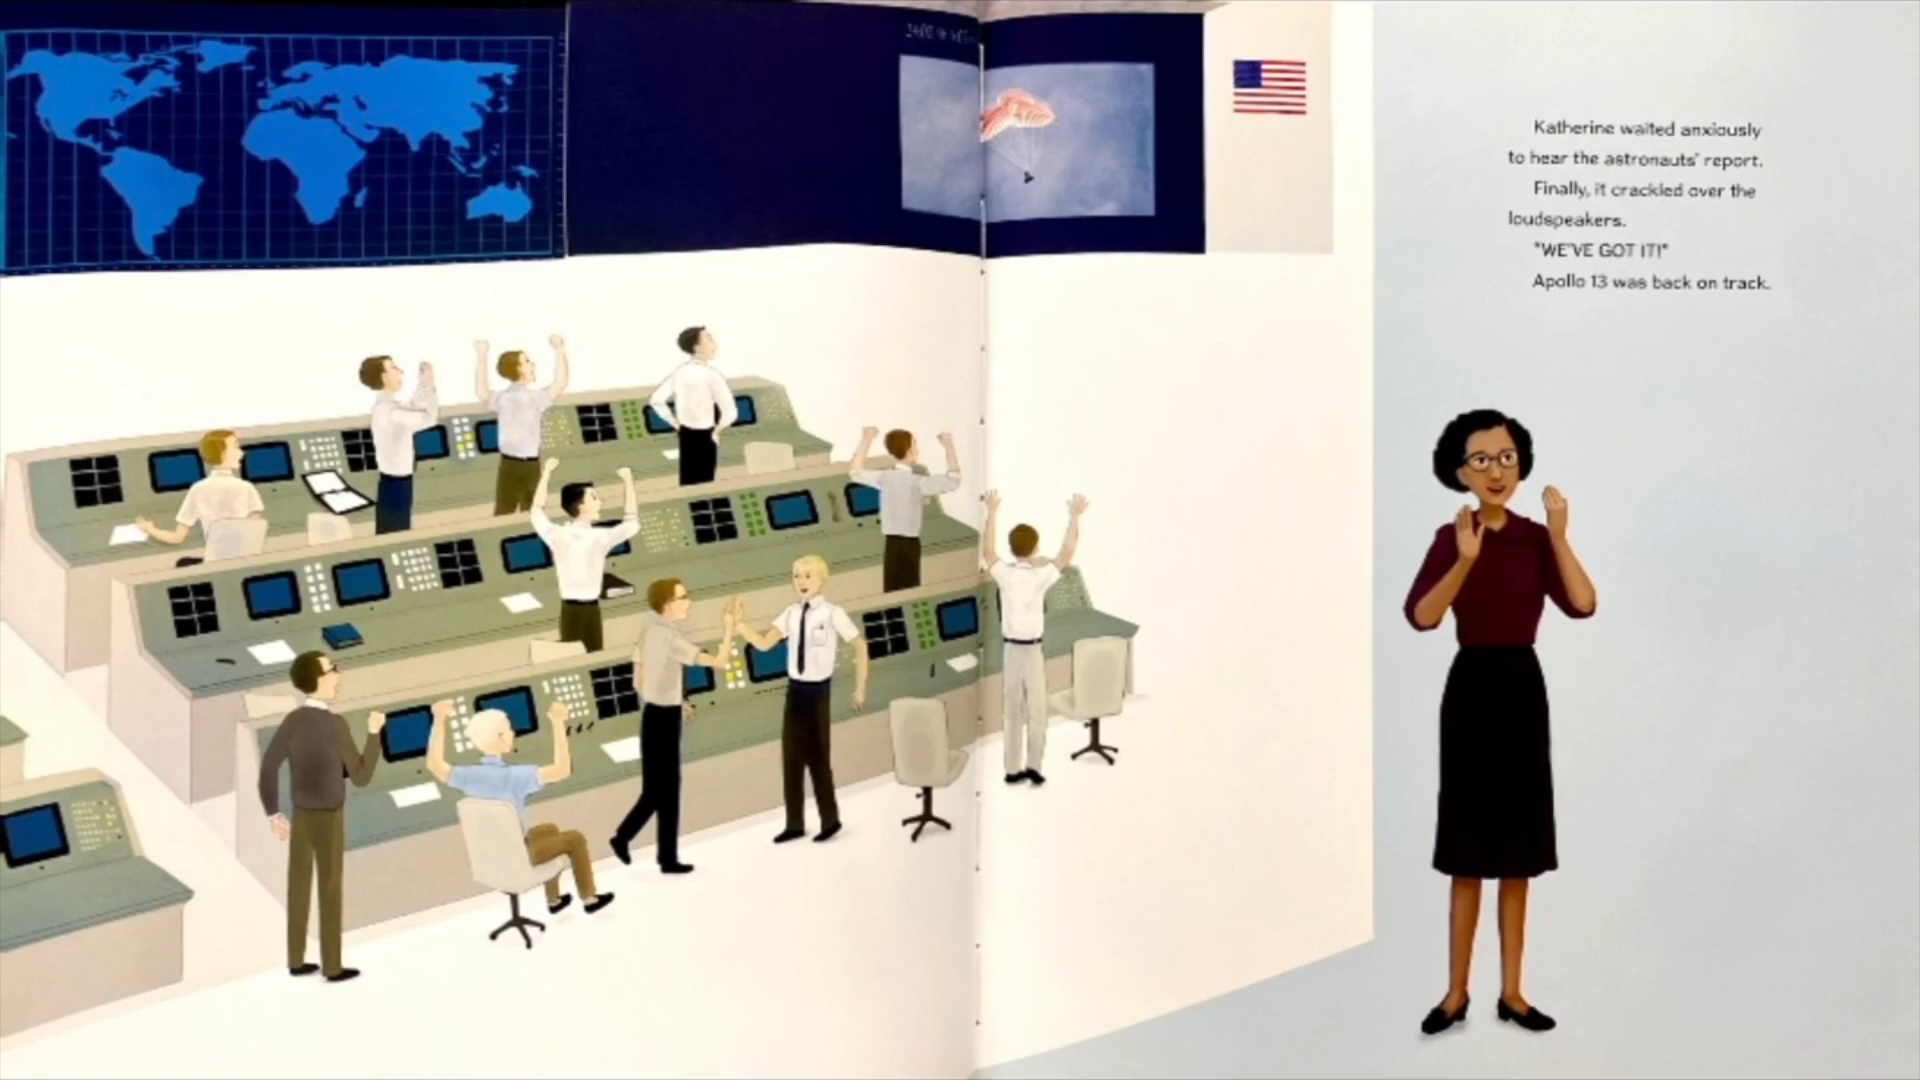 Katherine waited anxiously
to hear the astronauts' report.
Finally, it crackled over the
loudspeakers.
"WE'VE GOT IT!"
Apollo 13 was back on track.